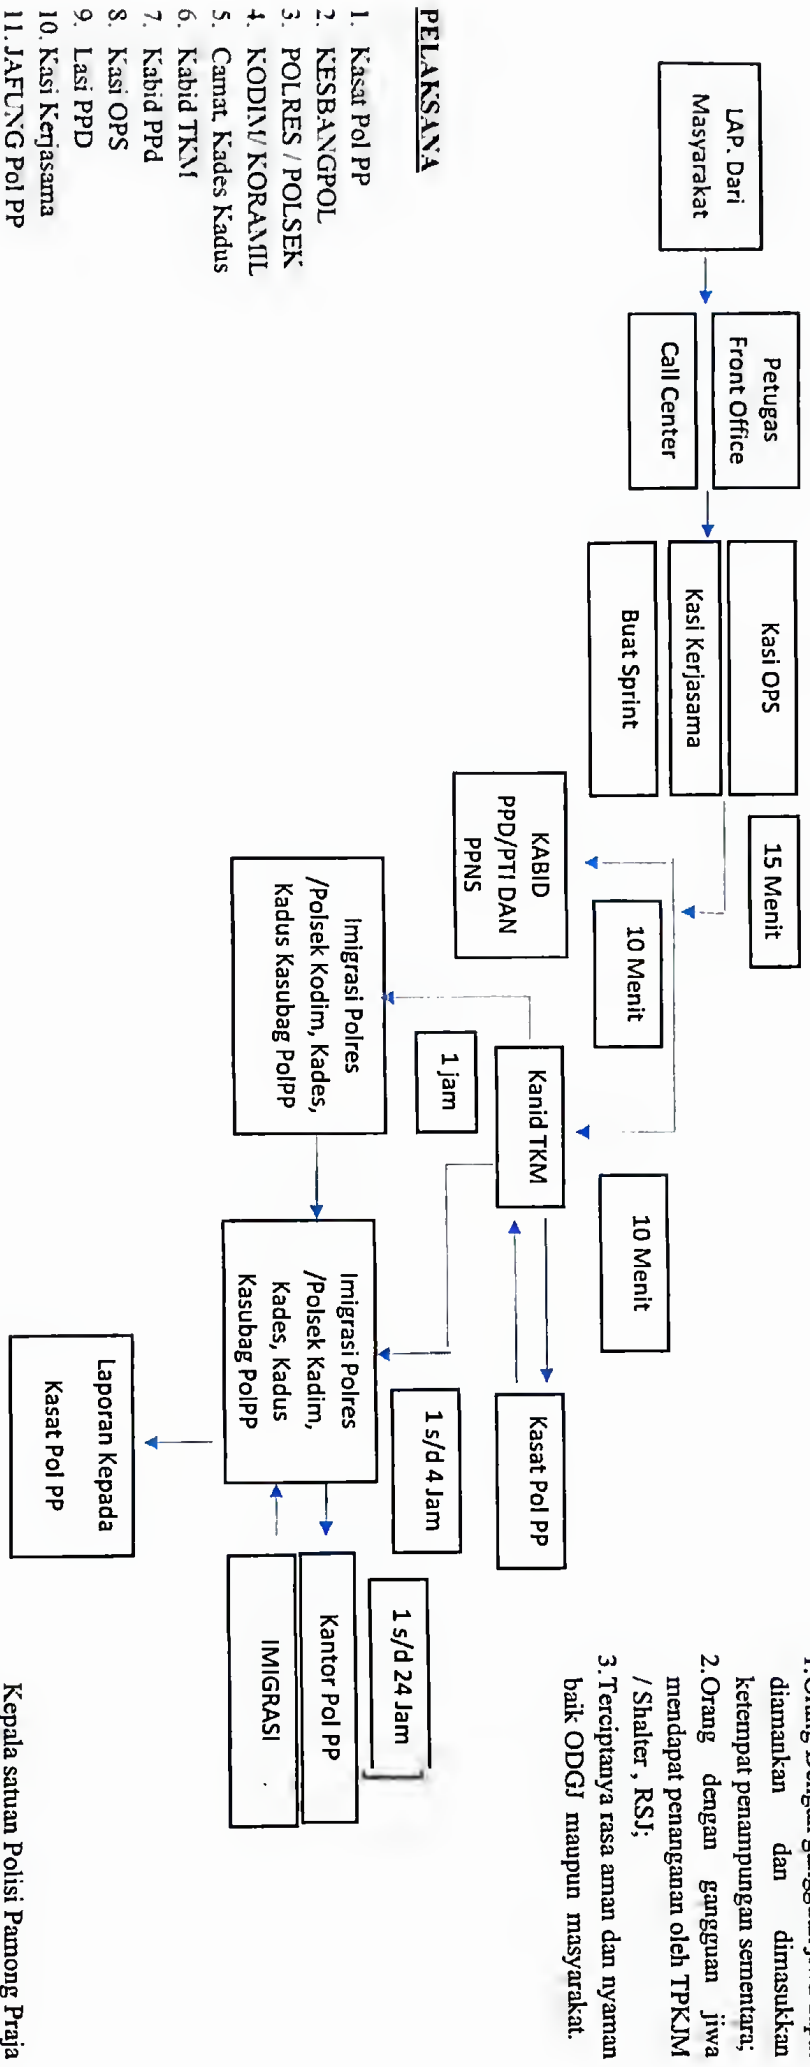 1. Orang Dengan gangguan jiwa
diamankan dan dimasukkan
ketempat penampungan sementara;
2. Orang dengan gangguan jiwa
mendapat penanganan oleh TPKJM
/ Shalter , RSJ;
3. Terciptanya rasa aman dan nyaman
baik ODGJ maupun masyarakat.
LAP. Dari
Masyarakat
Petugas
Front Office
Call Center
Kasi OPS
Kasi Kerjasama
Buat Sprint
15 Menit
10 Menit
KABID
PPD/PTI DAN
PPNS
10 Menit
Kanid TKM
Kasat Pol PP
1 jam
1 s/d 4 Jam
1 s/d 24 Jam
Imigrasi Polres
/Polsek Kodim, Kades,
Kadus Kasubag PolPP
Imigrasi Polres
/Polsek Kadim,
Kades, Kadus
Kasubag PolPP
Kantor Pol PP
IMIGRASI
Laporan Kepada
Kasat Pol PP
PELAKSANA
1. Kasat Pol PP
2. KESBANGPOL
3. POLRES / POLSEK
4. KODIM/ KORAMIL
5. Camat, Kades Kadus
6. Kabid TKM
7. Kabid PPd
8. Kasi OPS
9. Lasi PPD
10. Kasi Kerjasama
11. JAFUNG Pol PP
Kepala satuan Polisi Pamong Praja